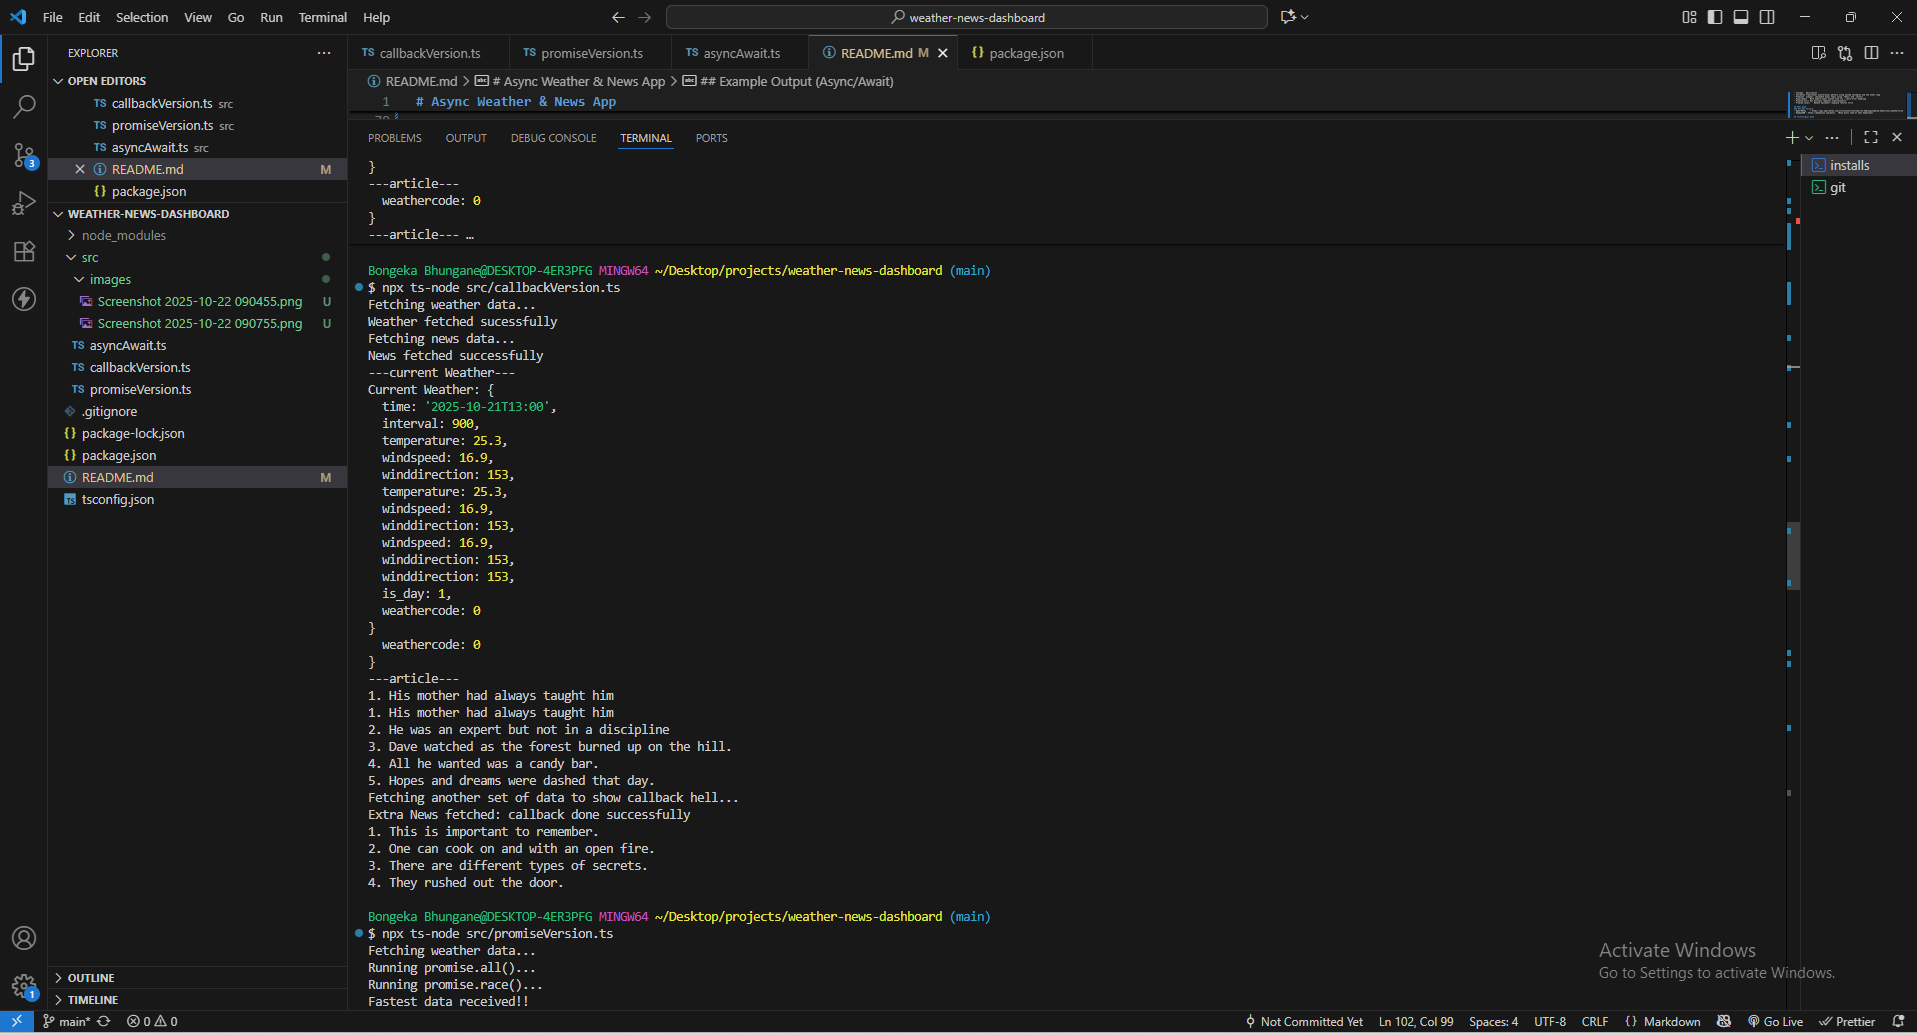 File Edit Selection View Go Run Terminal Help
weather-news-dashboard
EXPLORER
OPEN EDITORS
TS callbackVersion.ts src
TS promiseVersion.ts src
TS asyncAwait.ts src
README.md M
{} package.json
WEATHER-NEWS-DASHBOARD
node_modules
src
images
Screenshot 2025-10-22 090455.png U
Screenshot 2025-10-22 090755.png U
TS asyncAwait.ts
TS callbackVersion.ts
TS promiseVersion.ts
.gitignore
{} package-lock.json
{} package.json
README.md M
TS tsconfig.json
OUTLINE
TIMELINE
3
1
TS callbackVersion.ts
TS promiseVersion.ts
TS asyncAwait.ts
README.md M
{} package.json
README.md > abc # Async Weather & News App > abc ## Example Output (Async/Await)
1 # Async Weather & News App
PROBLEMS OUTPUT DEBUG CONSOLE TERMINAL PORTS
installs
git
}
---article---
weathercode: 0
}
---article--- …
Bongeka Bhungane@DESKTOP-4ER3PFG MINGW64 ~/Desktop/projects/weather-news-dashboard (main)
$ npx ts-node src/callbackVersion.ts
Fetching weather data...
Weather fetched sucessfully
Fetching news data...
News fetched successfully
---current Weather---
Current Weather: {
time: '2025-10-21T13:00',
interval: 900,
temperature: 25.3,
windspeed: 16.9,
winddirection: 153,
temperature: 25.3,
windspeed: 16.9,
winddirection: 153,
windspeed: 16.9,
winddirection: 153,
winddirection: 153,
is_day: 1,
weathercode: 0
}
weathercode: 0
}
---article---
1. His mother had always taught him
1. His mother had always taught him
2. He was an expert but not in a discipline
3. Dave watched as the forest burned up on the hill.
4. All he wanted was a candy bar.
5. Hopes and dreams were dashed that day.
Fetching another set of data to show callback hell...
Extra News fetched: callback done successfully
1. This is important to remember.
2. One can cook on and with an open fire.
3. There are different types of secrets.
4. They rushed out the door.
Bongeka Bhungane@DESKTOP-4ER3PFG MINGW64 ~/Desktop/projects/weather-news-dashboard (main)
$ npx ts-node src/promiseVersion.ts
Fetching weather data...
Running promise.all()...
Running promise.race()...
Fastest data received!!
Activate Windows
Go to Settings to activate Windows.
main* 0 0
Not Committed Yet Ln 102, Col 99 Spaces: 4 UTF-8 CRLF {} Markdown Go Live Prettier